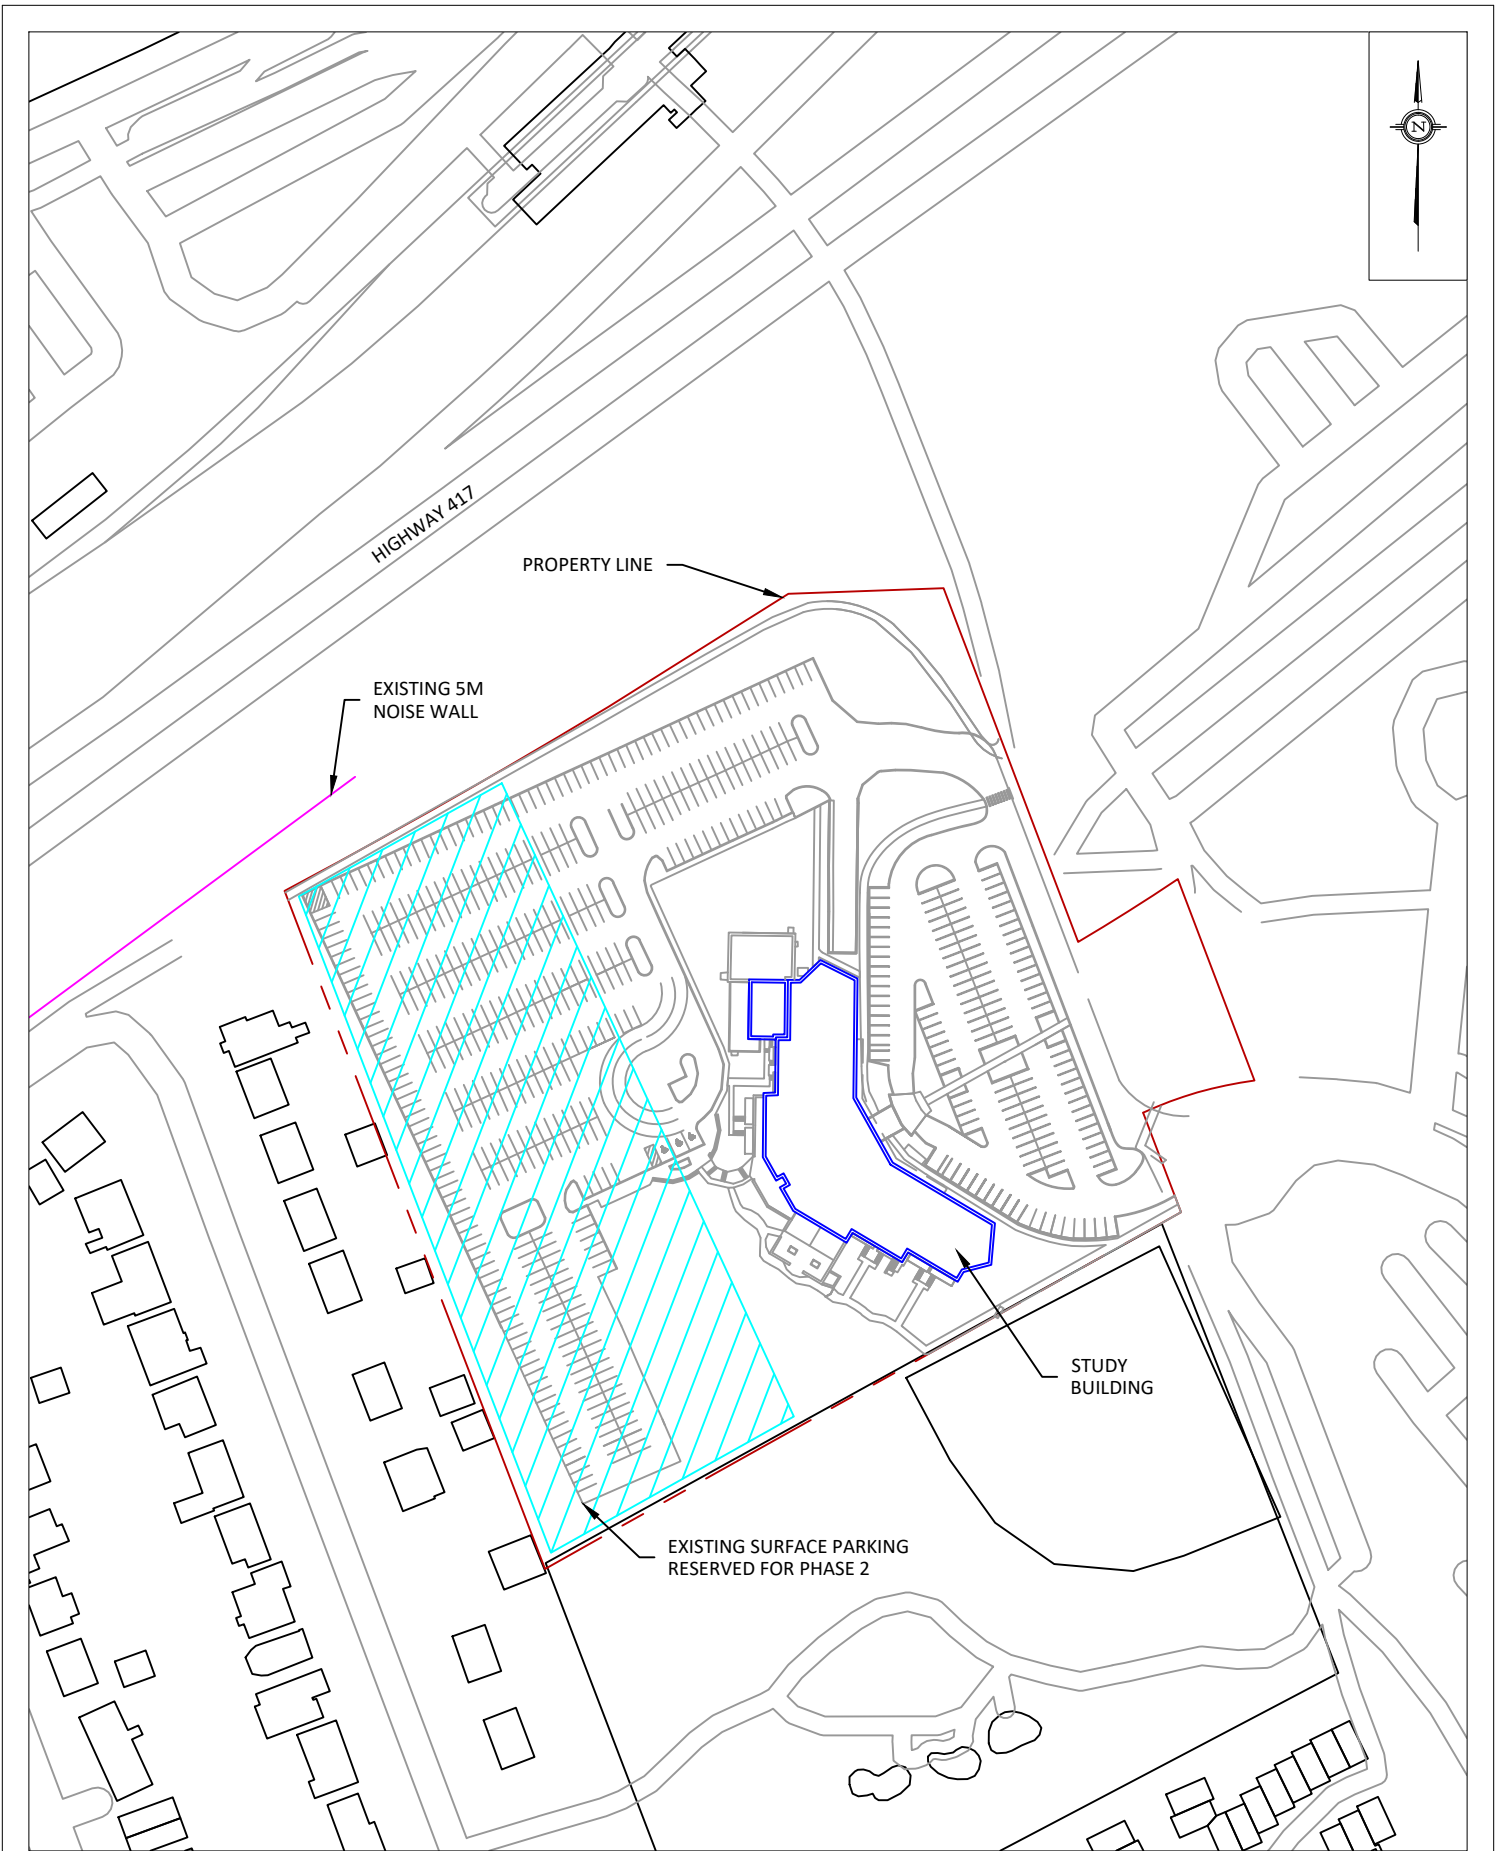 N
HIGHWAY 417
PROPERTY LINE
EXISTING 5M
NOISE WALL
STUDY
BUILDING
EXISTING SURFACE PARKING
RESERVED FOR PHASE 2